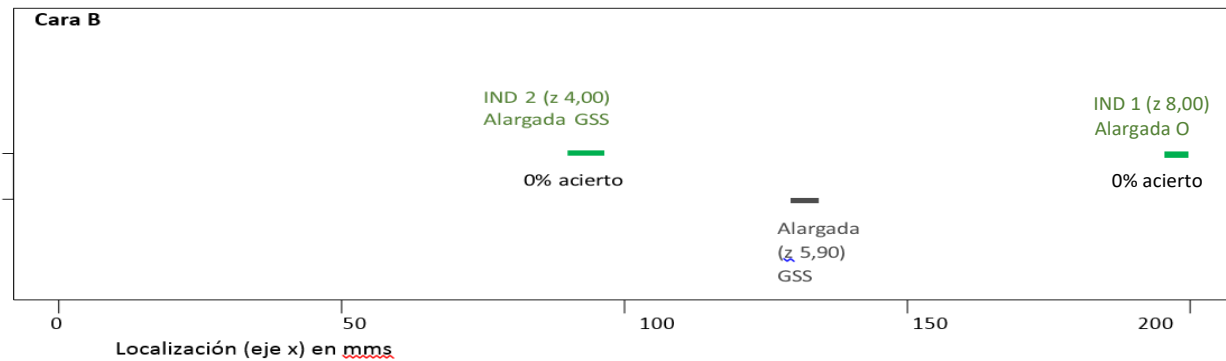 Cara B
IND 2 (z 4,00)
Alargada GSS
0% acierto
IND 1 (z 8,00)
Alargada O
0% acierto
Alargada
(z 5,90)
GSS
0 50 100 150 200
Localización (eje x) en mms